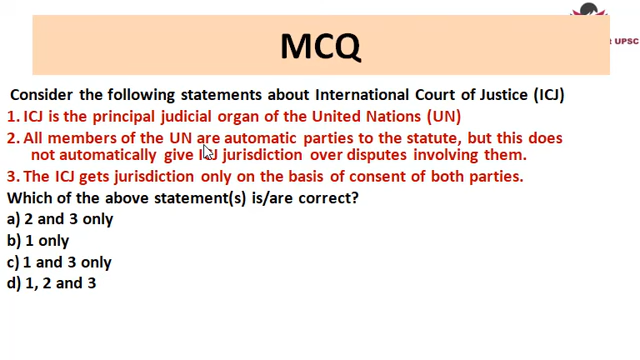 UPSC
MCQ
Consider the following statements about International Court of Justice (ICJ)
1. ICJ is the principal judicial organ of the United Nations (UN)
2. All members of the UN are automatic parties to the statute, but this does
not automatically give ICJ jurisdiction over disputes involving them.
3. The ICJ gets jurisdiction only on the basis of consent of both parties.
Which of the above statement(s) is/are correct?
a) 2 and 3 only
b) 1 only
c) 1 and 3 only
d) 1, 2 and 3